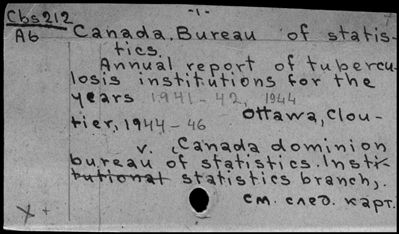 Cbs212 -1-
A6 Canada. Bureau of statis-
tics.
Annual report of tubercu-
losis institutions for the
years 1941-42, 1944
Ottawa, Clou-
tier, 1944-46
v. Canada dominion
bureau of statistics. Insti-
tutional statistics branch,.
см. след. карт.
x +